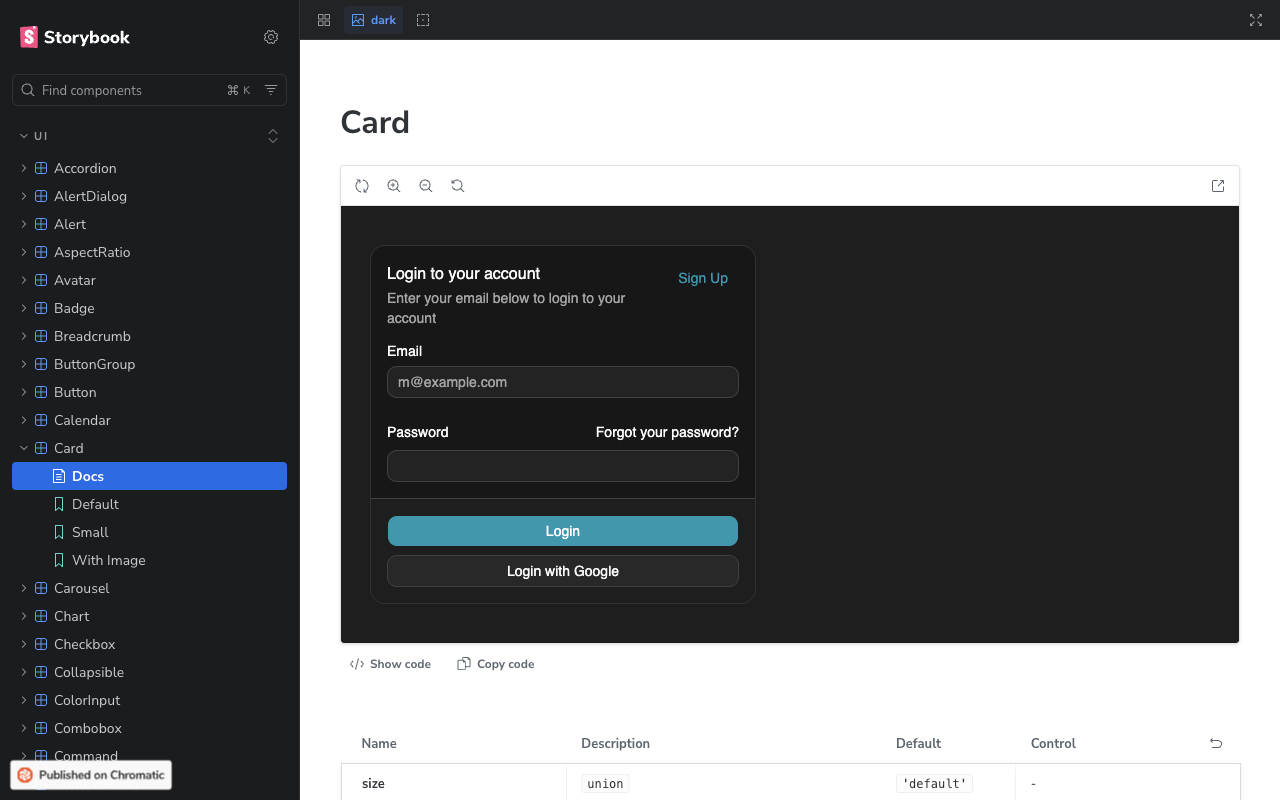 Storybook
dark
Find components
⌘ K
UI
Accordion
AlertDialog
Alert
AspectRatio
Avatar
Badge
Breadcrumb
ButtonGroup
Button
Calendar
Card
Docs
Default
Small
With Image
Carousel
Chart
Checkbox
Collapsible
ColorInput
Combobox
Command
Published on Chromatic
Card
Login to your account
Sign Up
Enter your email below to login to your
account
Email
m@example.com
Password
Forgot your password?
Login
Login with Google
Show code
Copy code
Name Description Default Control
size union 'default' -